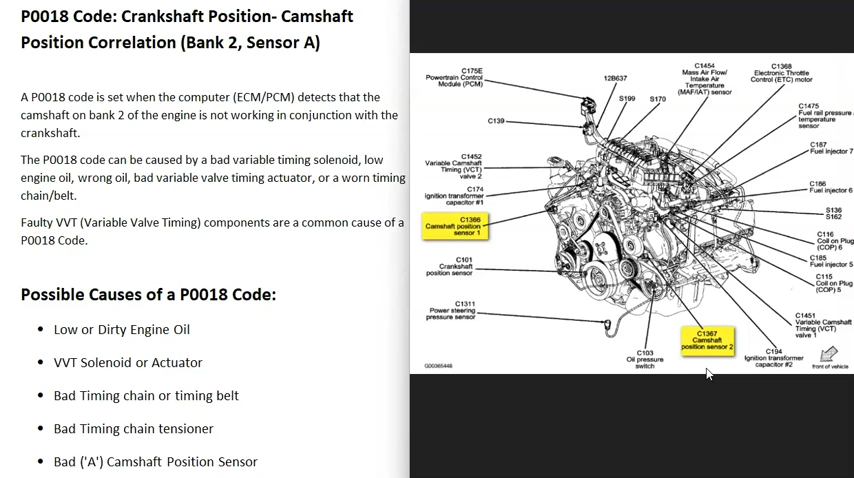 P0018 Code: Crankshaft Position- Camshaft
Position Correlation (Bank 2, Sensor A)
A P0018 code is set when the computer (ECM/PCM) detects that the
camshaft on bank 2 of the engine is not working in conjunction with the
crankshaft.
The P0018 code can be caused by a bad variable timing solenoid, low
engine oil, wrong oil, bad variable valve timing actuator, or a worn timing
chain/belt.
Faulty VVT (Variable Valve Timing) components are a common cause of a
P0018 Code.
Possible Causes of a P0018 Code:
• Low or Dirty Engine Oil
• VVT Solenoid or Actuator
• Bad Timing chain or timing belt
• Bad Timing chain tensioner
• Bad ('A') Camshaft Position Sensor
C175E
Powertrain Control
Module (PCM)
C139
12B637
S199
S170
C1454
Mass Air Flow/
Intake Air
Temperature
(MAF/IAT) sensor
C1368
Electronic Throttle
Control (ETC) motor
C1475
Fuel rail pressure
temperature
sensor
C187
Fuel injector 7
C186
Fuel injector 6
S136
S162
C116
Coil on Plug
(COP) 6
C185
Fuel injector 5
C115
Coil on Plug
(COP) 5
C1451
Variable Camshaft
Timing (VCT)
valve 1
C1452
Variable Camshaft
Timing (VCT)
valve 2
C174
Ignition transformer
capacitor #1
C1366
Camshaft position
sensor 1
C101
Crankshaft
position sensor
C1311
Power steering
pressure sensor
C103
Oil pressure
switch
C1367
Camshaft
position sensor 2
C194
Ignition transformer
capacitor #2
front of vehicle
G00365448